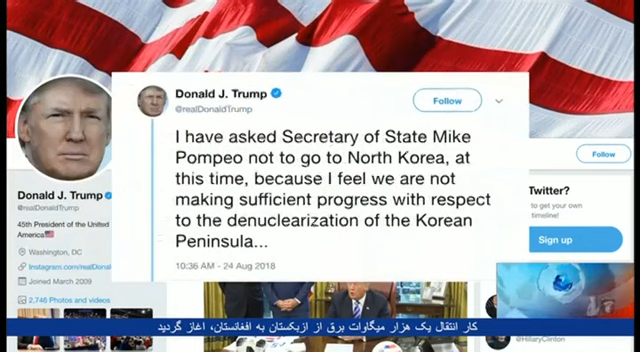 Donald J. Trump
@realDonaldTrump
Follow
I have asked Secretary of State Mike
Pompeo not to go to North Korea, at
this time, because I feel we are not
making sufficient progress with respect
to the denuclearization of the Korean
Peninsula...
10:36 AM - 24 Aug 2018
Donald J. Trump
@realDonaldTrump
45th President of the United
America
Washington, DC
Instagram.com/realDonal
Joined March 2009
2,746 Photos and videos
Follow
Twitter?
to get your own
timeline!
Sign up
@HillaryClinton
کار انتقال یک هزار میگاوات برق از ازبکستان به افغانستان، اغاز گردید